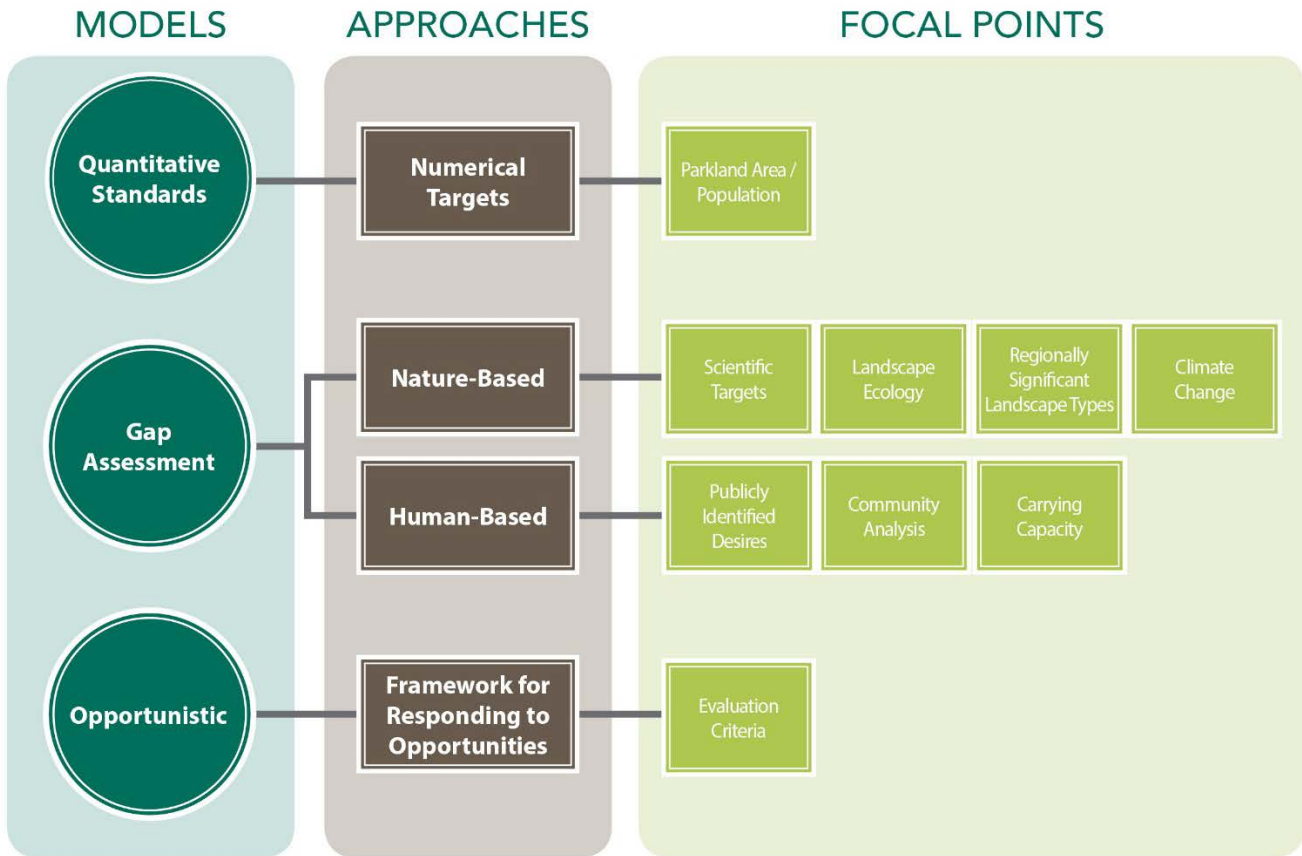 MODELS
APPROACHES
FOCAL POINTS
Quantitative
Standards
Numerical
Targets
Parkland Area /
Population
Gap
Assessment
Nature-Based
Scientific
Targets
Landscape
Ecology
Regionally
Significant
Landscape Types
Climate
Change
Human-Based
Publicly
Identified
Desires
Community
Analysis
Carrying
Capacity
Opportunistic
Framework for
Responding to
Opportunities
Evaluation
Criteria